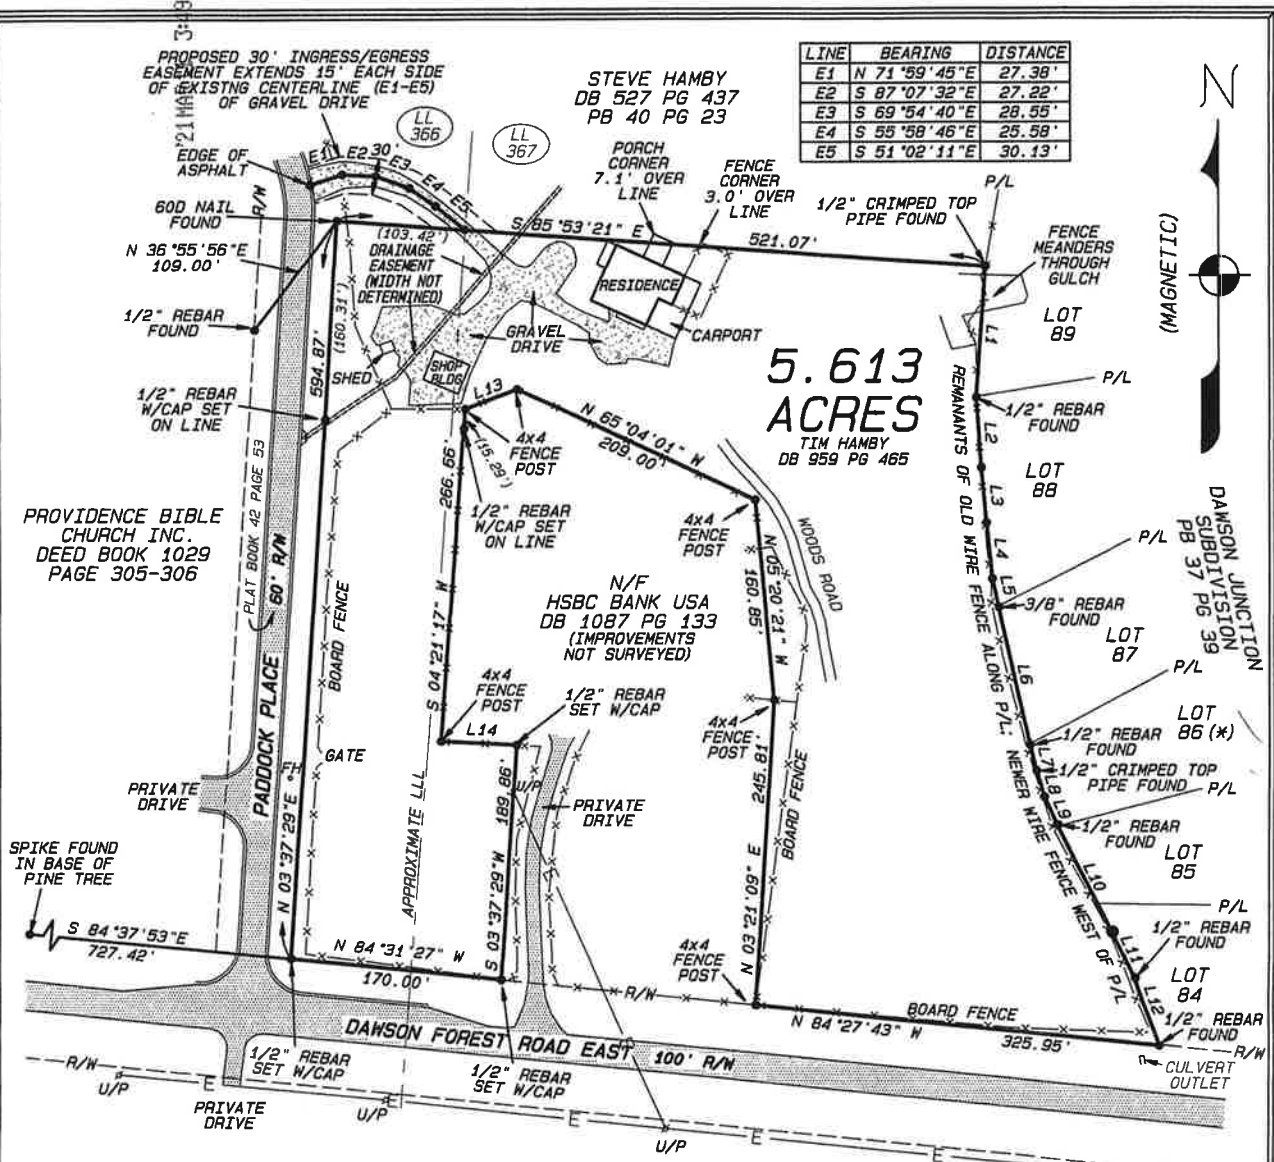 PROPOSED 30' INGRESS/EGRESS
EASEMENT EXTENDS 15' EACH SIDE
OF EXISTNG CENTERLINE (E1-E5)
OF GRAVEL DRIVE
STEVE HAMBY
DB 527 PG 437
PB 40 PG 23
LINE BEARING DISTANCE
E1 N 71°59'45"E 27.38'
E2 S 87°07'32"E 27.22'
E3 S 69°54'40"E 28.55'
E4 S 55°58'46"E 25.58'
E5 S 51°02'11"E 30.13'
N
(MAGNETIC)
LL
366
LL
367
EDGE OF
ASPHALT
E1
E2
30'
E3
E4
E5
R/W
60D NAIL
FOUND
N 36°55'56"E
109.00'
1/2" REBAR
FOUND
PORCH
CORNER
7.1' OVER
LINE
FENCE
CORNER
3.0' OVER
LINE
1/2" CRIMPED TOP
PIPE FOUND
P/L
FENCE
MEANDERS
THROUGH
GULCH
S 85°53'21" E
521.07'
(103.42')
DRAINAGE
EASEMENT
(WIDTH NOT
DETERMINED)
(160.31')
594.87'
RESIDENCE
CARPORT
GRAVEL
DRIVE
SHED
SHOP
BLDG
1/2" REBAR
W/CAP SET
ON LINE
L13
4x4
FENCE
POST
(15.29')
1/2" REBAR
W/CAP SET
ON LINE
N 65°04'01" W
209.00'
5.613
ACRES
TIM HAMBY
DB 959 PG 465
LOT
89
L1
P/L
1/2" REBAR
FOUND
L2
LOT
88
L3
L4
L5
P/L
3/8" REBAR
FOUND
LOT
87
DAWSON JUNCTION
SUBDIVISION
PB 37 PG 39
REMANANTS OF OLD WIRE FENCE ALONG P/L; NEWER WIRE FENCE WEST OF P/L
PROVIDENCE BIBLE
CHURCH INC.
DEED BOOK 1029
PAGE 305-306
PLAT BOOK 42 PAGE 53
60' R/W
PADDOCK PLACE
BOARD FENCE
GATE
FH
N 03°37'29"E
266.66'
S 04°21'17" W
4x4
FENCE
POST
N/F
HSBC BANK USA
DB 1087 PG 133
(IMPROVEMENTS
NOT SURVEYED)
N 05°20'21" W
160.85'
WOODS ROAD
4x4
FENCE
POST
L14
1/2" REBAR
SET W/CAP
4x4
FENCE
POST
245.81'
N 03°21'09" E
BOARD FENCE
L6
P/L
LOT
86 (*)
1/2" REBAR
FOUND
L7
1/2" CRIMPED TOP
PIPE FOUND
L8
P/L
L9
1/2" REBAR
FOUND
LOT
85
L10
P/L
1/2" REBAR
FOUND
L11
LOT
84
L12
1/2" REBAR
FOUND
R/W
CULVERT
OUTLET
PRIVATE
DRIVE
APPROXIMATE LLL
189.86'
S 03°37'29"W
U/P
E
PRIVATE
DRIVE
SPIKE FOUND
IN BASE OF
PINE TREE
S 84°37'53"E
727.42'
N 84°31'27" W
170.00'
4x4
FENCE
POST
R/W
BOARD FENCE
N 84°27'43" W
325.95'
DAWSON FOREST ROAD EAST 100' R/W
1/2" REBAR
SET W/CAP
1/2" REBAR
SET W/CAP
R/W
U/P
E
PRIVATE
DRIVE
U/P
E
E
U/P
E
E